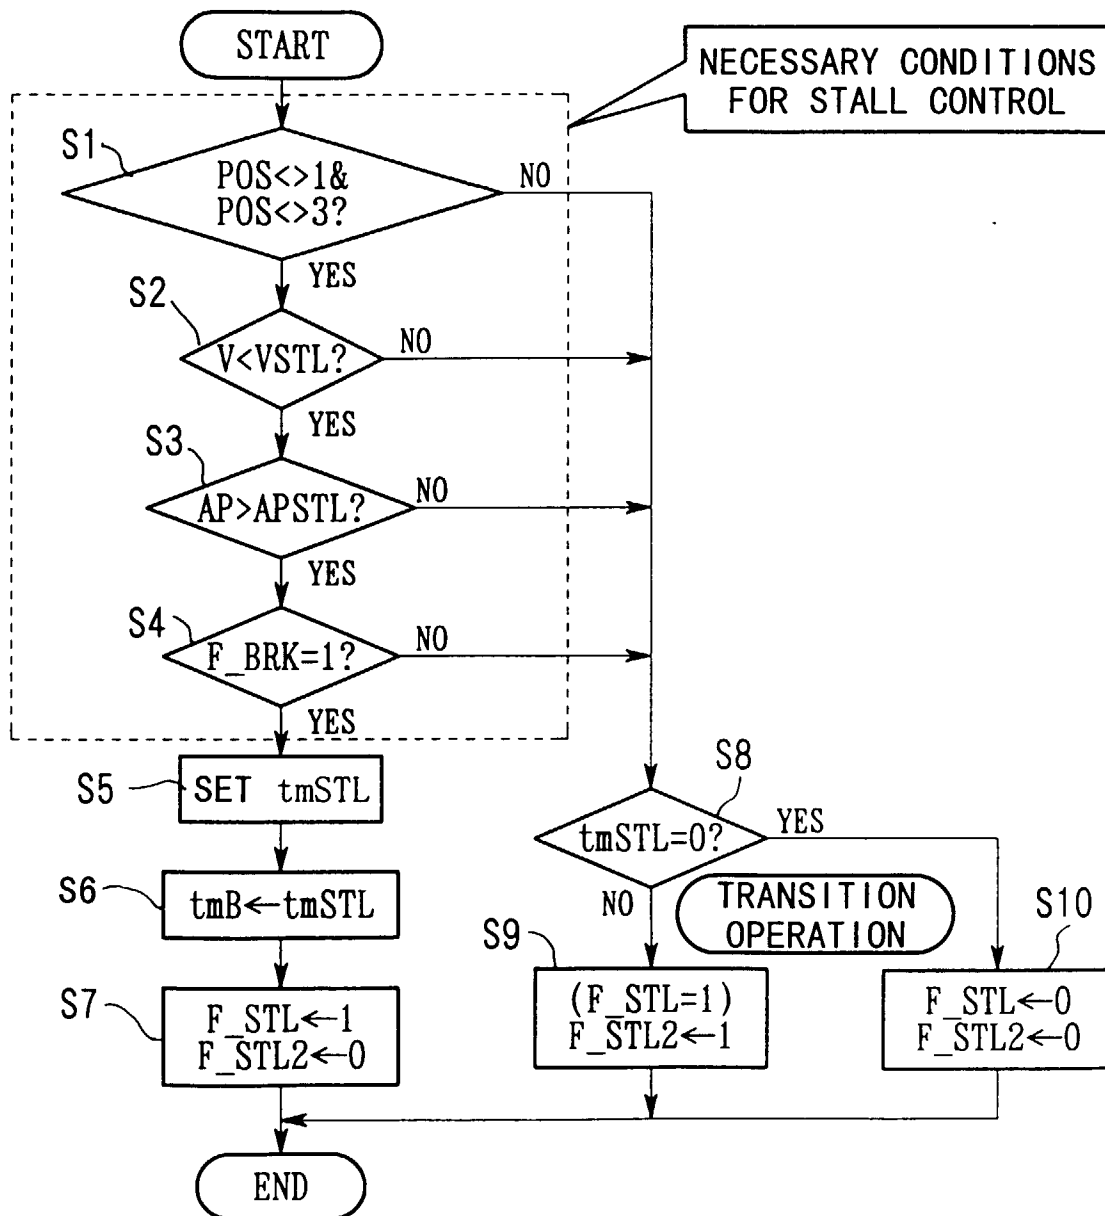 START
NECESSARY CONDITIONS
FOR STALL CONTROL
S1
POS<>1&
POS<>3?
NO
YES
S2
V<VSTL?
NO
YES
S3
AP>APSTL?
NO
YES
S4
F_BRK=1?
NO
YES
S5
SET tmSTL
S8
tmSTL=0?
YES
NO
S6
tmB←tmSTL
TRANSITION
OPERATION
S9
S10
S7
F_STL←1
F_STL2←0
(F_STL=1)
F_STL2←1
F_STL←0
F_STL2←0
END